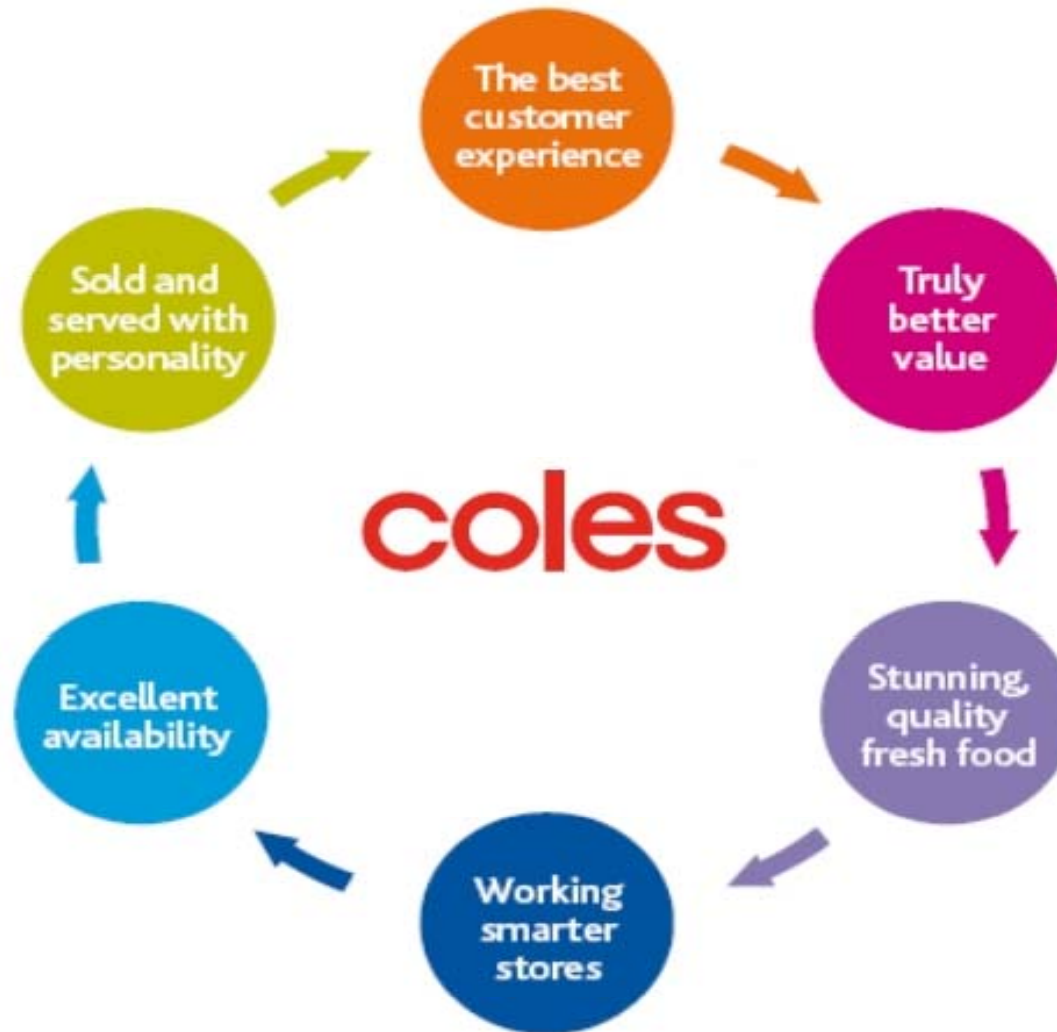 The best
customer
experience
Truly
better
value
Stunning,
quality
fresh food
Working
smarter
stores
Excellent
availability
Sold and
served with
personality
coles